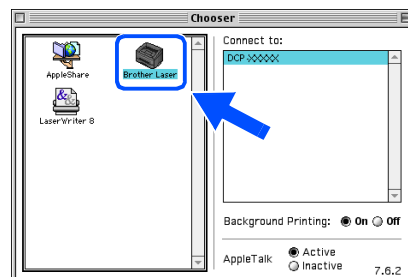 Chooser
AppleShare
Brother Laser
LaserWriter 8
Connect to:
DCP-XXXXX
Background Printing: On Off
AppleTalk
Active
Inactive
7.6.2